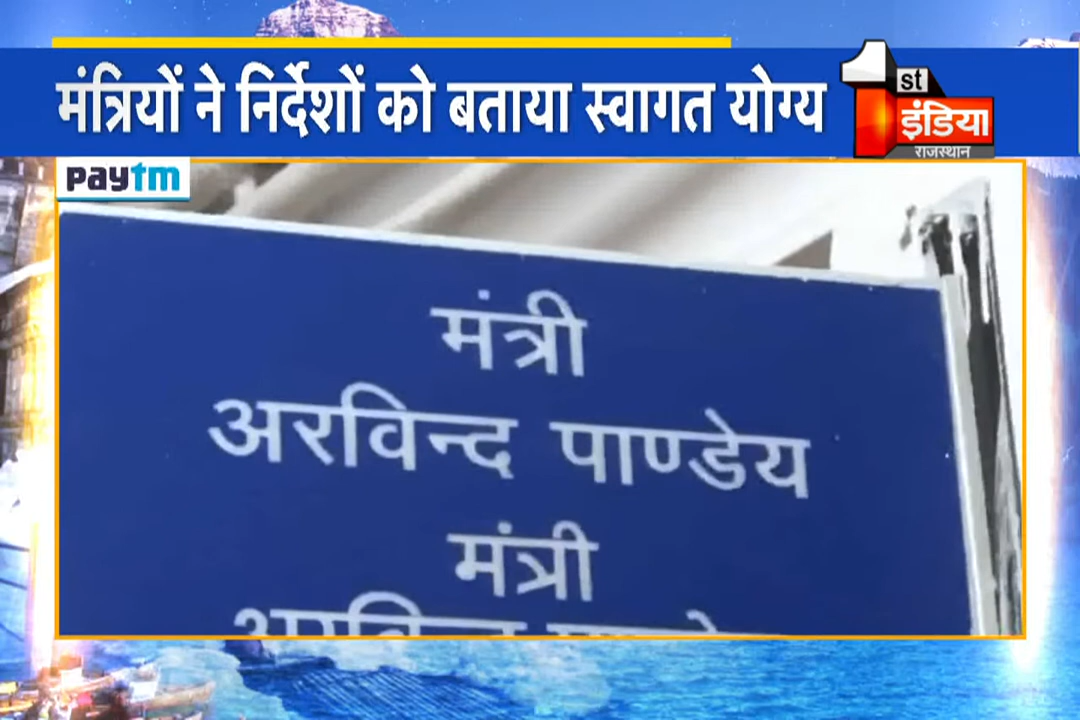 मंत्रियों ने निर्देशों को बताया स्वागत योग्य
1st
इंडिया
राजस्थान
paytm
मंत्री
अरविन्द पाण्डेय
मंत्री